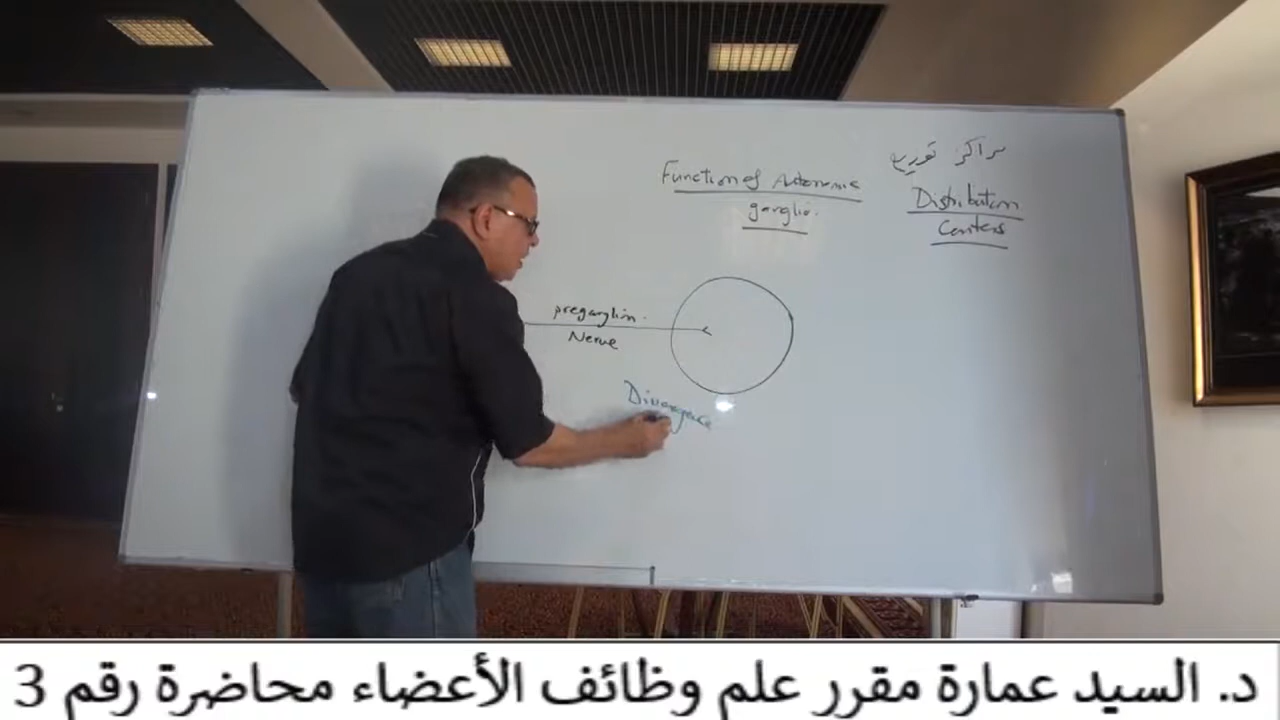 Function of Autonomic
ganglia.
مراكز توزيع
Distribution
Centers
preganglion.
Nerve
Divergence
د. السيد عمارة مقرر علم وظائف الأعضاء محاضرة رقم 3